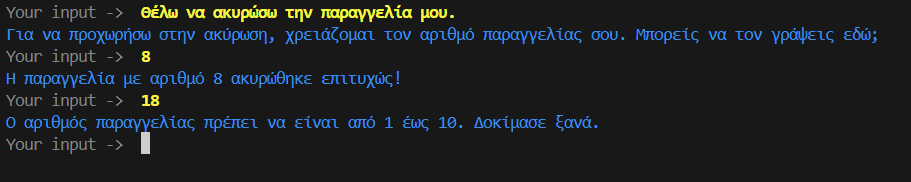 Your input -> Θέλω να ακυρώσω την παραγγελία μου.
Για να προχωρήσω στην ακύρωση, χρειάζομαι τον αριθμό παραγγελίας σου. Μπορείς να τον γράψεις εδώ;
Your input -> 8
Η παραγγελία με αριθμό 8 ακυρώθηκε επιτυχώς!
Your input -> 18
Ο αριθμός παραγγελίας πρέπει να είναι από 1 έως 10. Δοκίμασε ξανά.
Your input ->